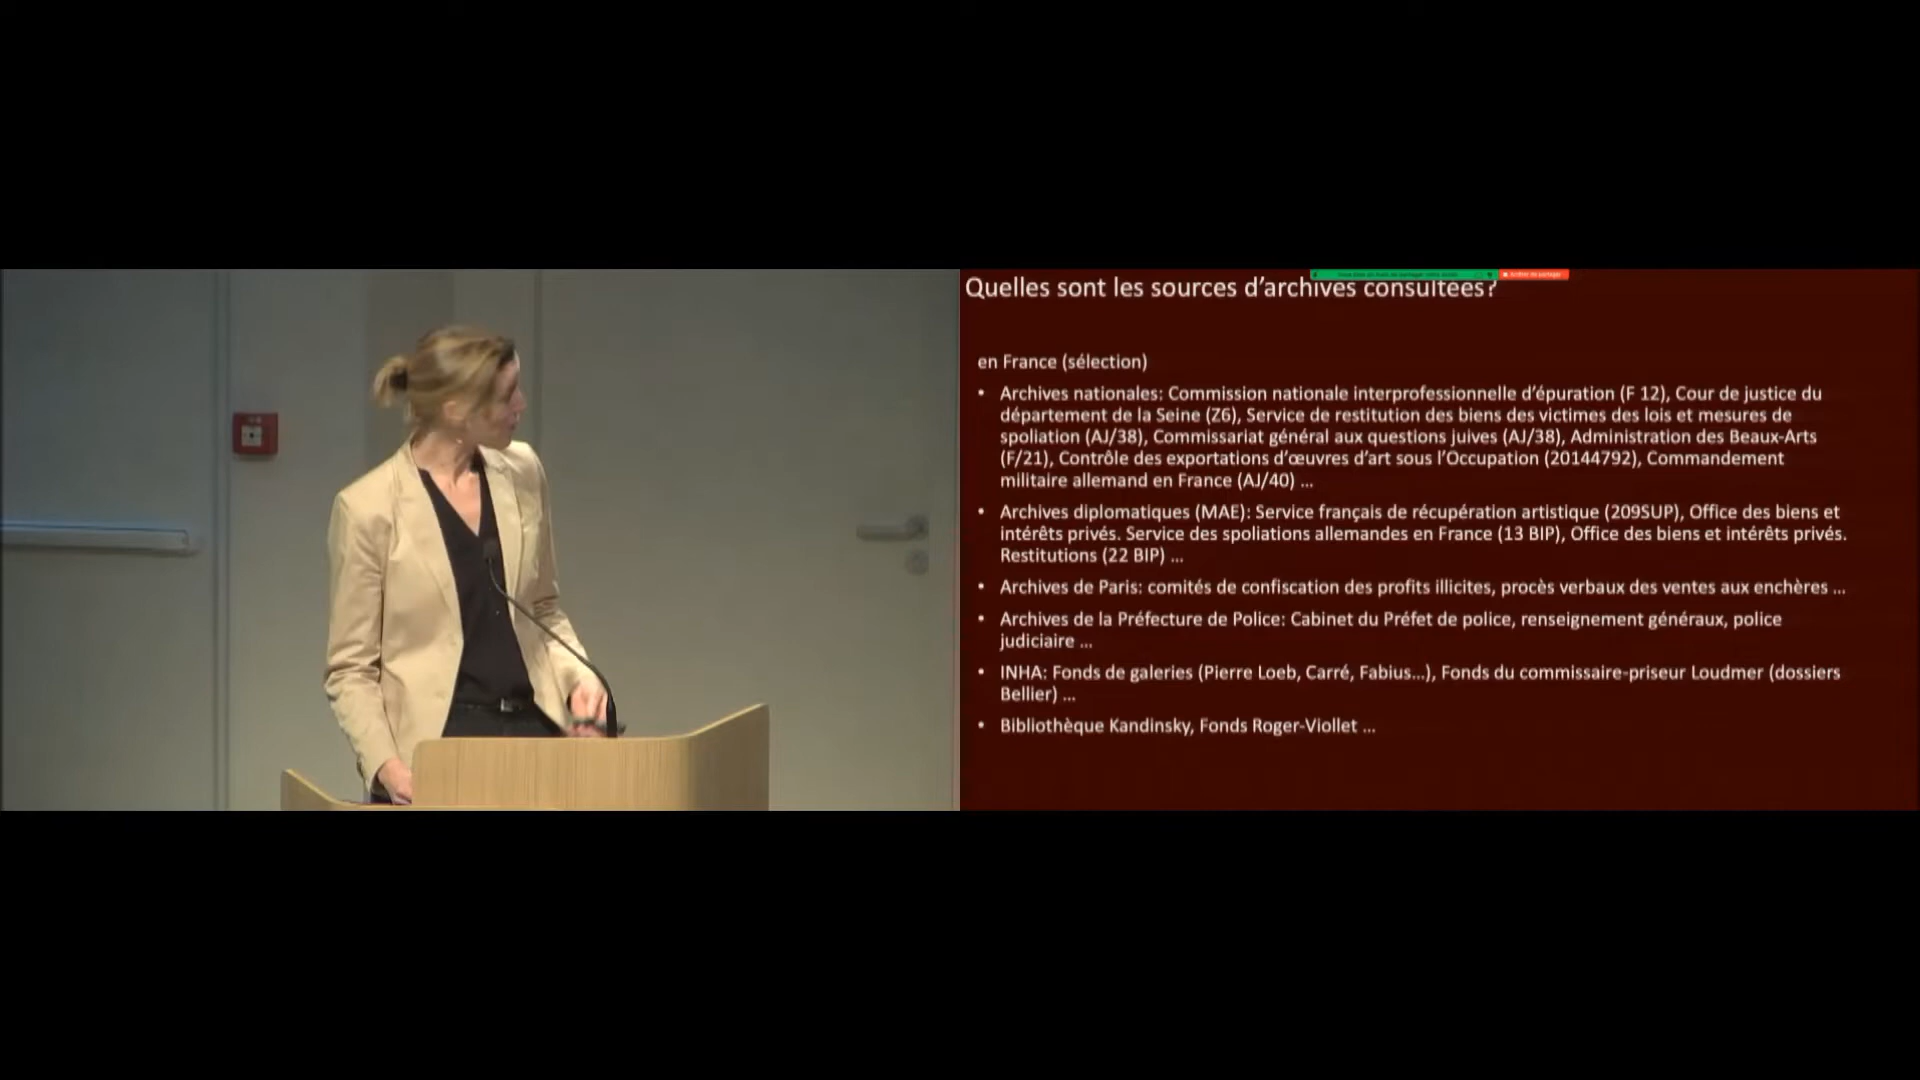 Quelles sont les sources d'archives consultées?
en France (sélection)
• Archives nationales: Commission nationale interprofessionnelle d'épuration (F 12), Cour de justice du
département de la Seine (Z6), Service de restitution des biens des victimes des lois et mesures de
spoliation (AJ/38), Commissariat général aux questions juives (AJ/38), Administration des Beaux-Arts
(F/21), Contrôle des exportations d'œuvres d'art sous l'Occupation (20144792), Commandement
militaire allemand en France (AJ/40) ...
• Archives diplomatiques (MAE): Service français de récupération artistique (209SUP), Office des biens et
intérêts privés. Service des spoliations allemandes en France (13 BIP), Office des biens et intérêts privés.
Restitutions (22 BIP) ...
• Archives de Paris: comités de confiscation des profits illicites, procès verbaux des ventes aux enchères ...
• Archives de la Préfecture de Police: Cabinet du Préfet de police, renseignement généraux, police
judiciaire ...
• INHA: Fonds de galeries (Pierre Loeb, Carré, Fabius...), Fonds du commissaire-priseur Loudmer (dossiers
Bellier) ...
• Bibliothèque Kandinsky, Fonds Roger-Viollet ...